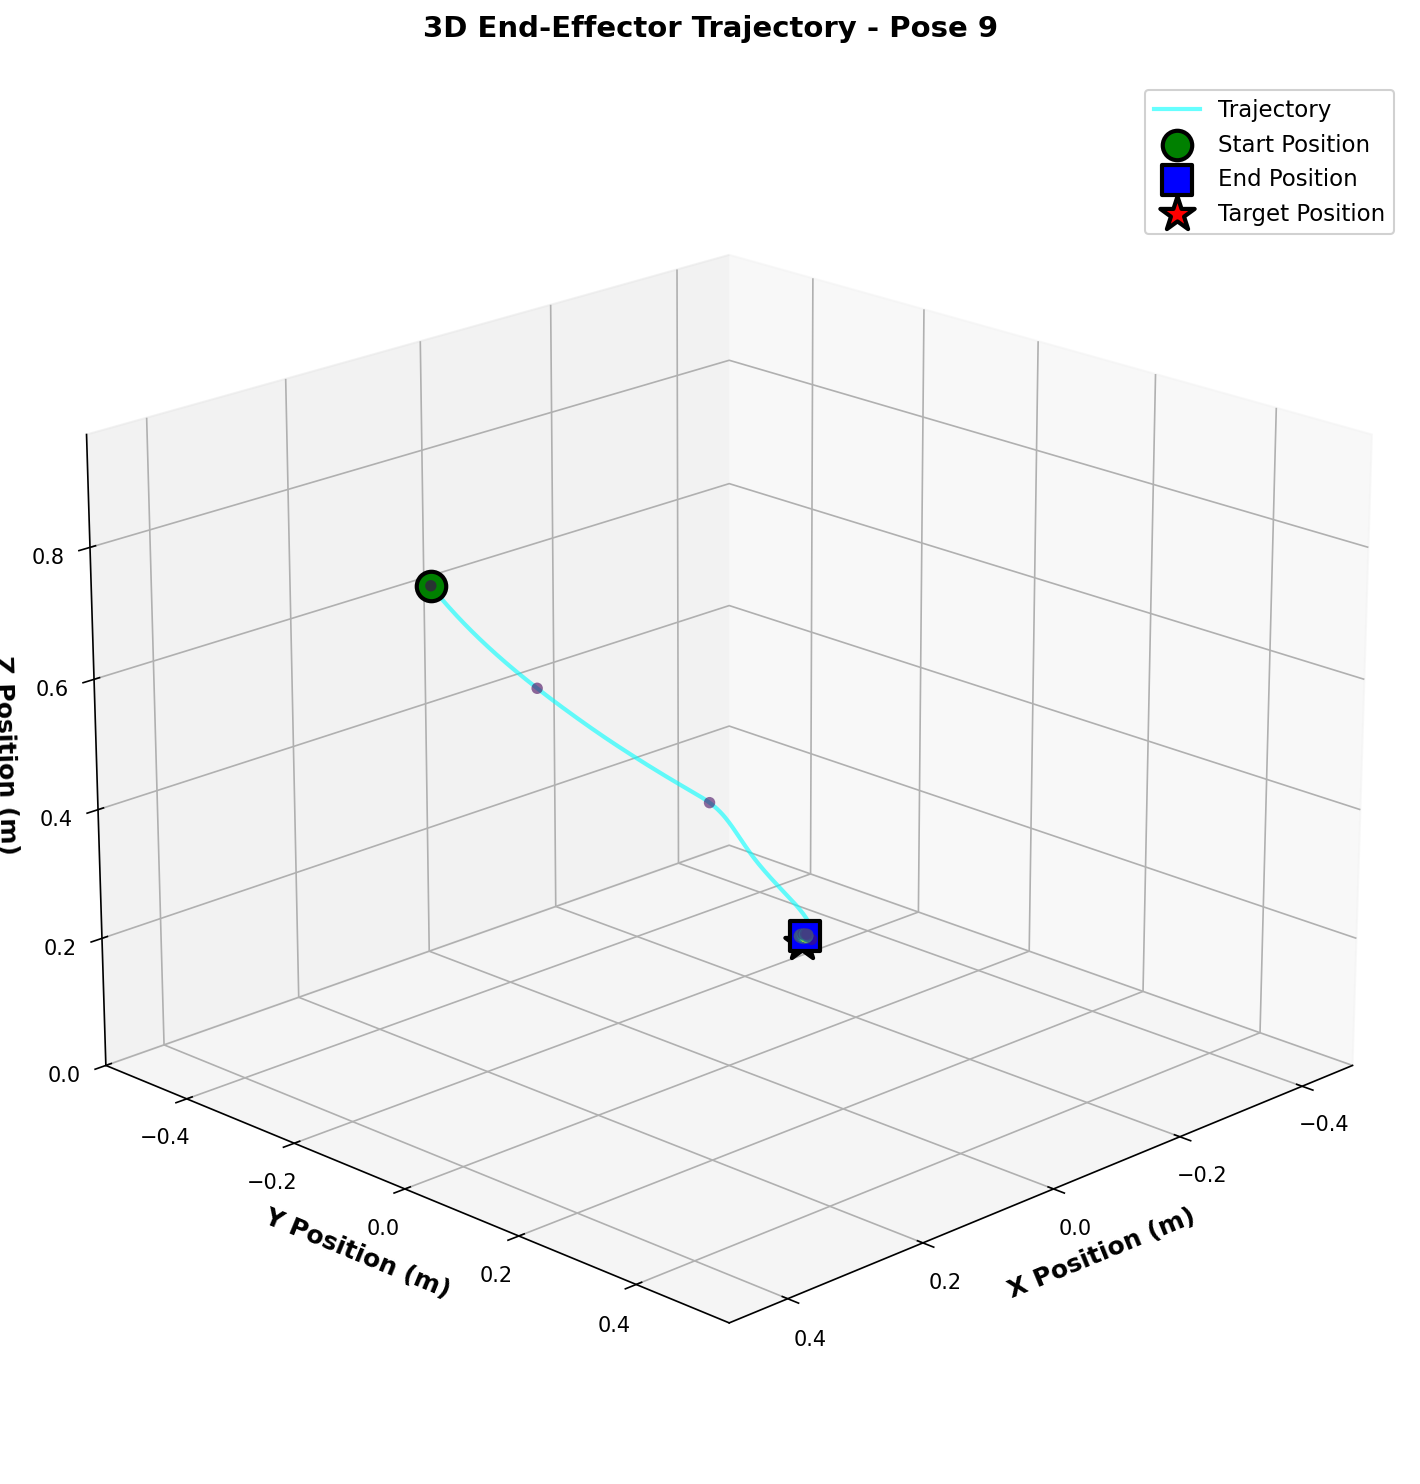 3D End-Effector Trajectory - Pose 9
Trajectory
Start Position
End Position
Target Position
0.8
0.6
0.4
0.2
0.0
Z Position (m)
−0.4
−0.2
0.0
0.2
0.4
Y Position (m)
−0.4
−0.2
0.0
0.2
0.4
X Position (m)